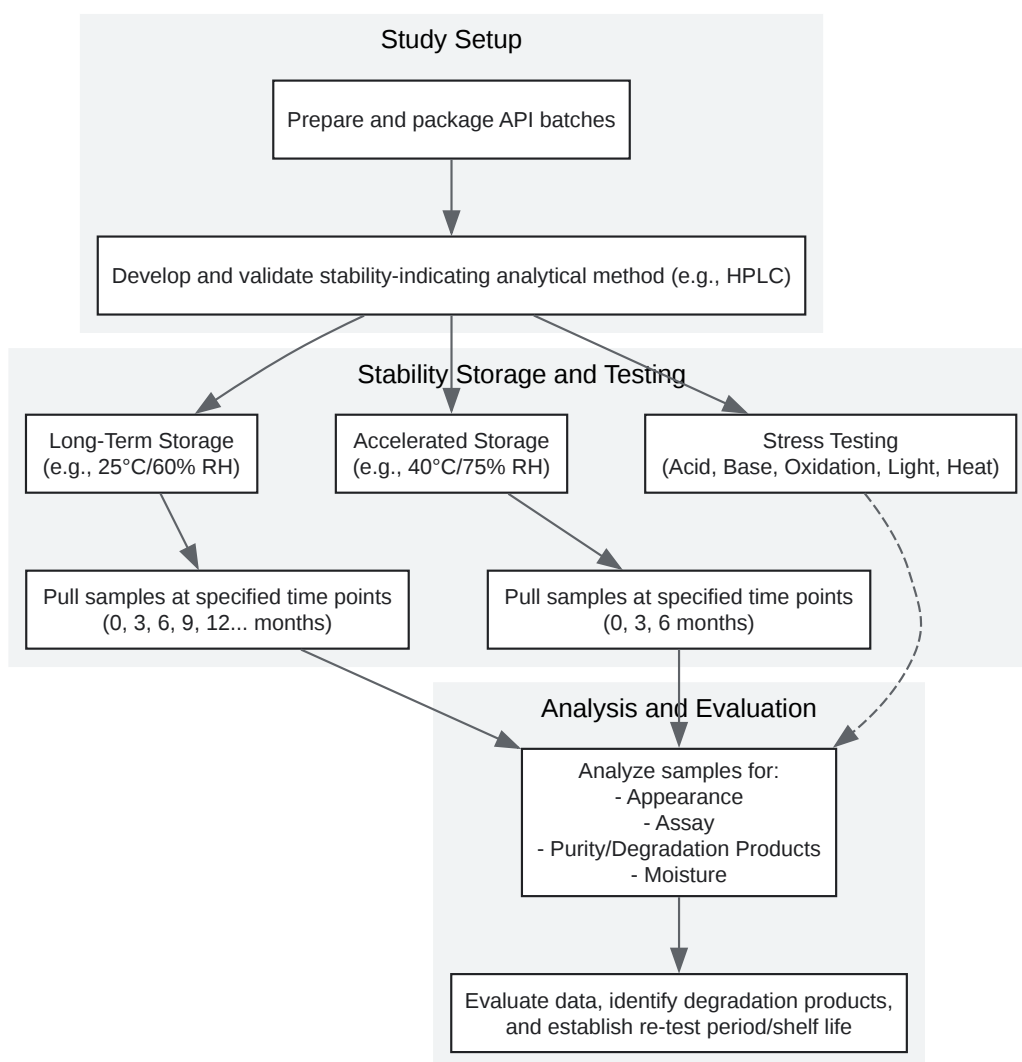 Study Setup
Prepare and package API batches
Develop and validate stability-indicating analytical method (e.g., HPLC)
Stability Storage and Testing
Long-Term Storage
(e.g., 25°C/60% RH)
Accelerated Storage
(e.g., 40°C/75% RH)
Stress Testing
(Acid, Base, Oxidation, Light, Heat)
Pull samples at specified time points
(0, 3, 6, 9, 12... months)
Pull samples at specified time points
(0, 3, 6 months)
Analysis and Evaluation
Analyze samples for:
- Appearance
- Assay
- Purity/Degradation Products
- Moisture
Evaluate data, identify degradation products,
and establish re-test period/shelf life